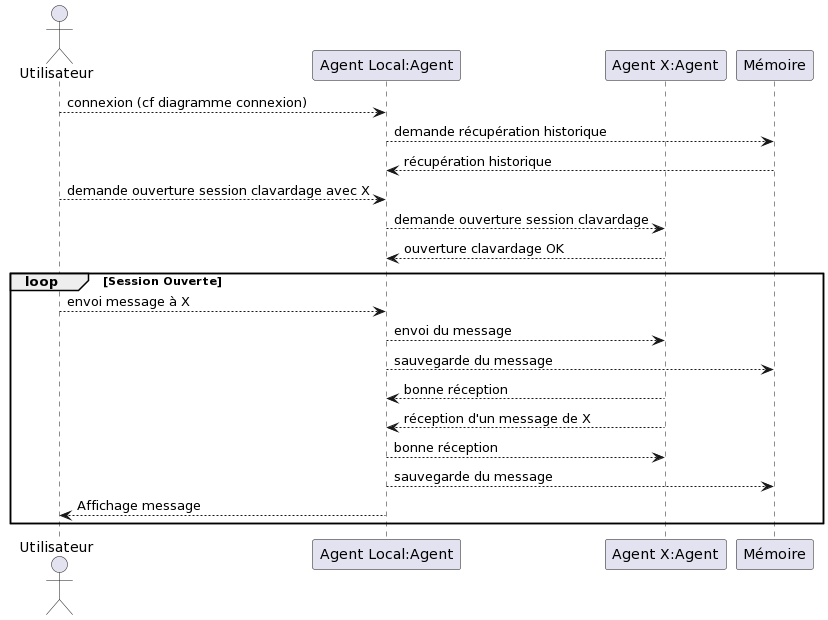 Utilisateur
Agent Local:Agent
Agent X:Agent
Mémoire
connexion (cf diagramme connexion)
demande récupération historique
récupération historique
demande ouverture session clavardage avec X
demande ouverture session clavardage
ouverture clavardage OK
loop
[Session Ouverte]
envoi message à X
envoi du message
sauvegarde du message
bonne réception
réception d'un message de X
bonne réception
sauvegarde du message
Affichage message
Utilisateur
Agent Local:Agent
Agent X:Agent
Mémoire